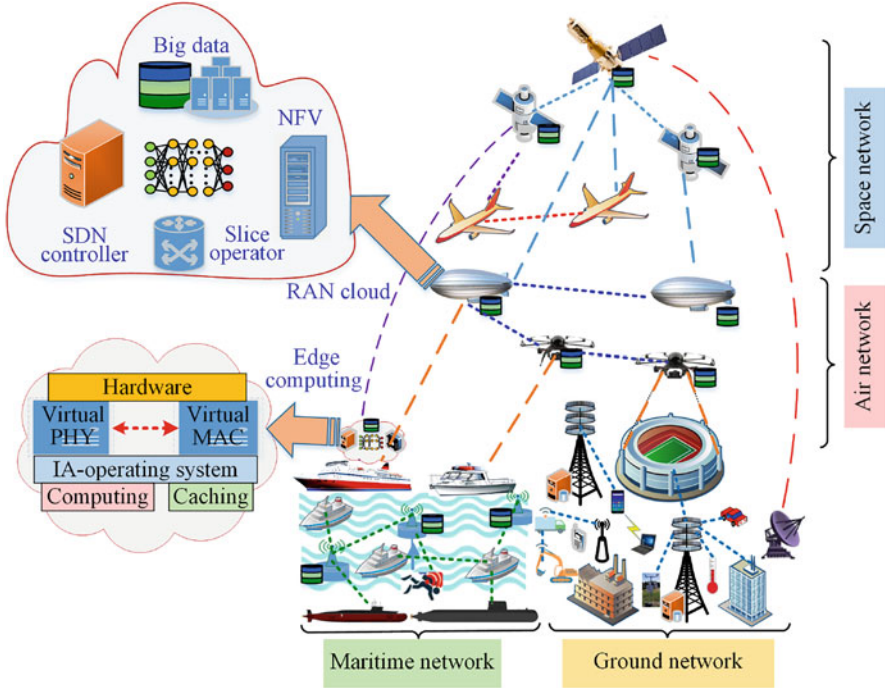 Big data
NFV
SDN
controller
Slice
operator
RAN cloud
Edge
computing
Hardware
Virtual
PHY
Virtual
MAC
IA-operating system
Computing
Caching
Space network
Air network
Maritime network
Ground network